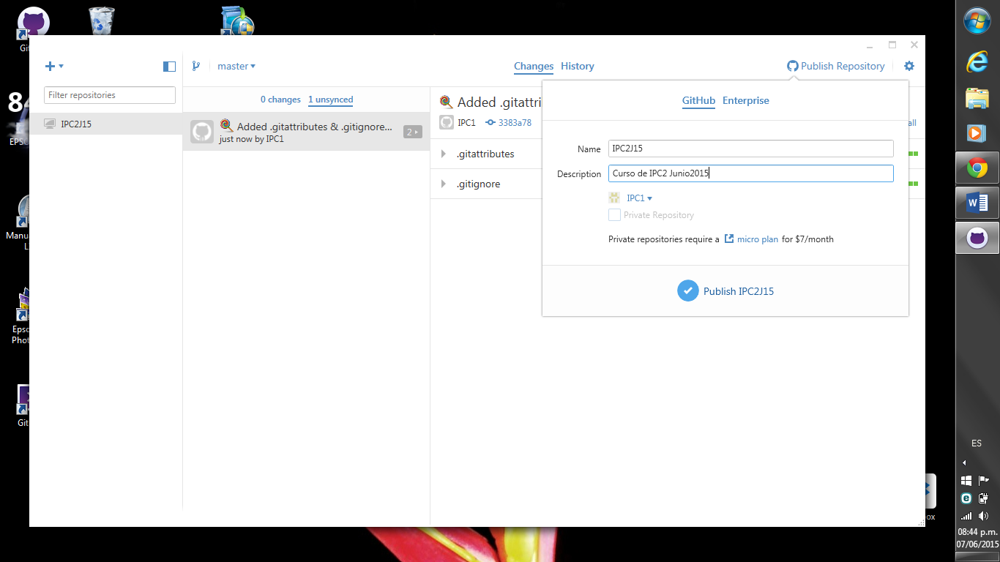 Git
84
EPS
Manu
L
Epso
Photo
Git
master
Changes
History
Publish Repository
Filter repositories
IPC2J15
0 changes
1 unsynced
Added .gitattributes & .gitignore...
just now by IPC1
2
Added .gitattri
IPC1
3383a78
all
.gitattributes
.gitignore
GitHub
Enterprise
Name
IPC2J15
Description
Curso de IPC2 Junio2015
IPC1
Private Repository
Private repositories require a micro plan for $7/month
Publish IPC2J15
ES
ox
08:44 p.m.
07/06/2015